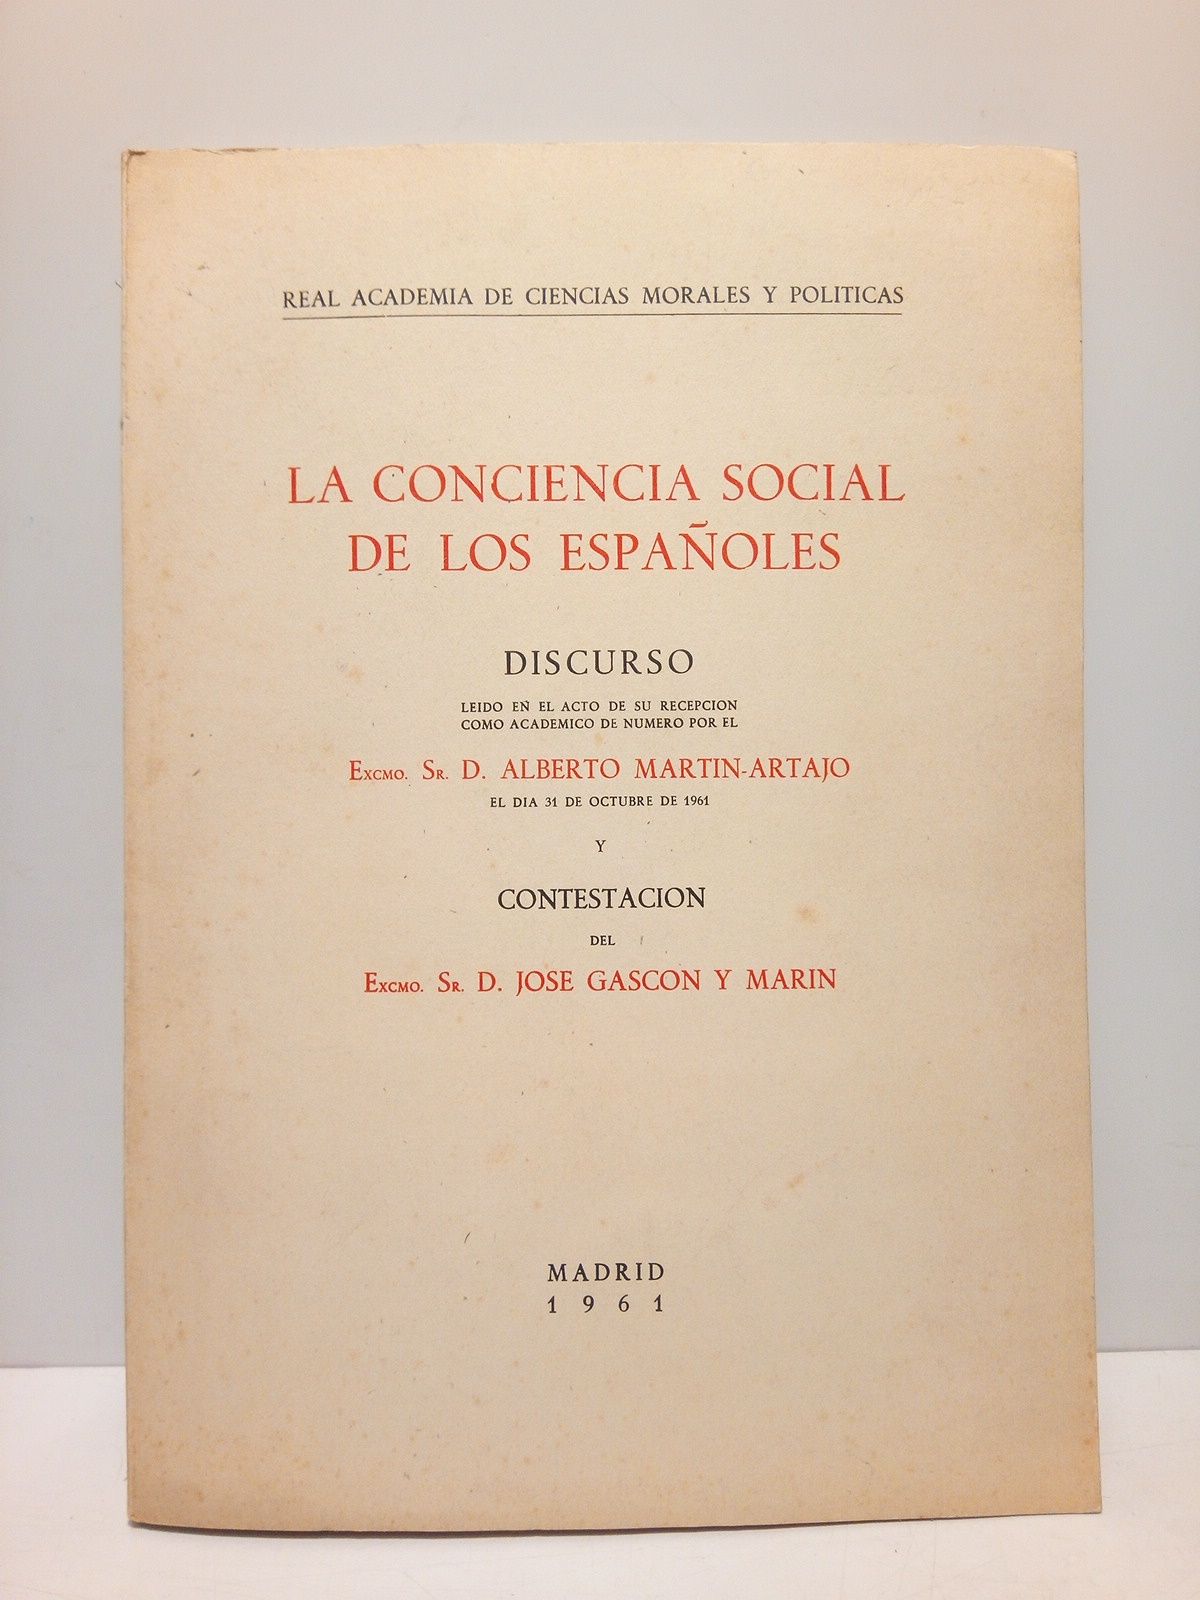 REAL ACADEMIA DE CIENCIAS MORALES Y POLITICAS
LA CONCIENCIA SOCIAL
DE LOS ESPAÑOLES
DISCURSO
LEIDO EN EL ACTO DE SU RECEPCION
COMO ACADEMICO DE NUMERO POR EL
EXCMO. SR. D. ALBERTO MARTIN-ARTAJO
EL DIA 31 DE OCTUBRE DE 1961
Y
CONTESTACION
DEL
EXCMO. SR. D. JOSE GASCON Y MARIN
MADRID
1961